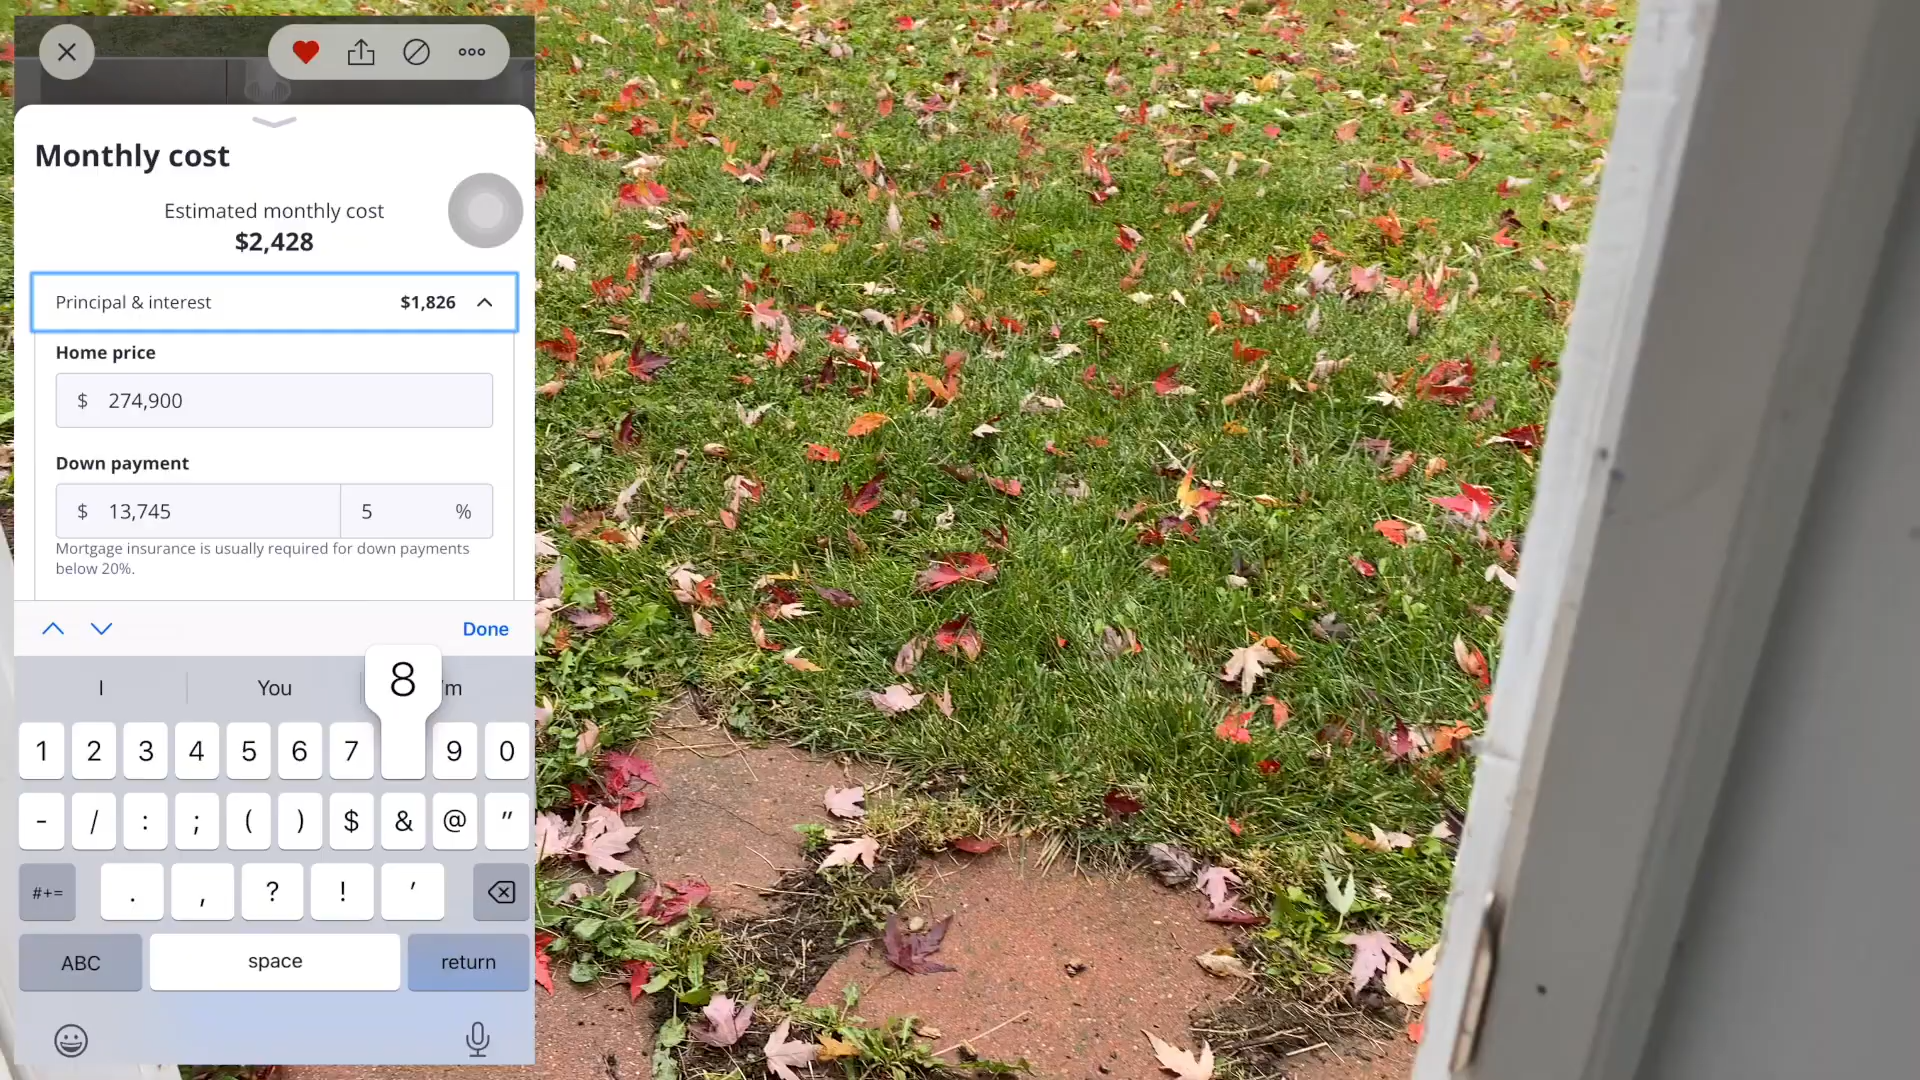 Monthly cost
Estimated monthly cost
$2,428
Principal & interest $1,826
Home price
$ 274,900
Down payment
$ 13,745 5 %
Mortgage insurance is usually required for down payments
below 20%.
Done
I You 8 'm
1 2 3 4 5 6 7 9 0
- / : ; ( ) $ & @ "
#+= . , ? ! '
ABC space return